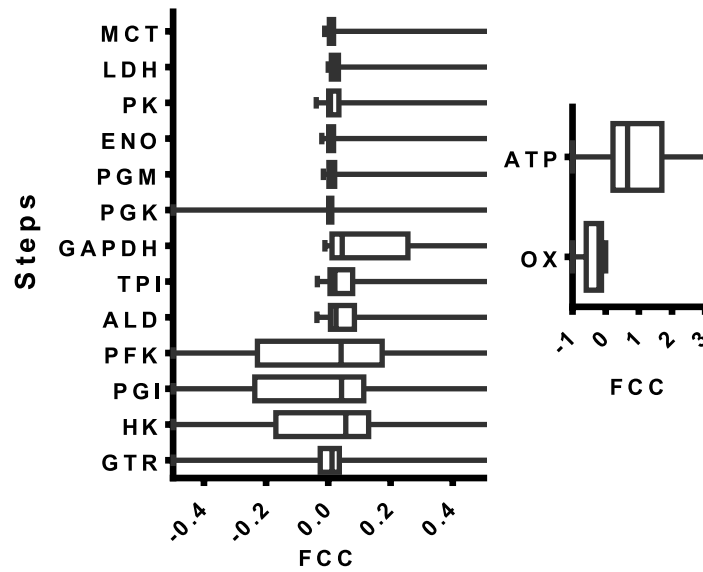 Steps
MCT
LDH
PK
ENO
PGM
PGK
GAPDH
TPI
ALD
PFK
PGI
HK
GTR
-0.4 -0.2 0.0 0.2 0.4
FCC
ATP
OX
-1 0 1 2 3
FCC